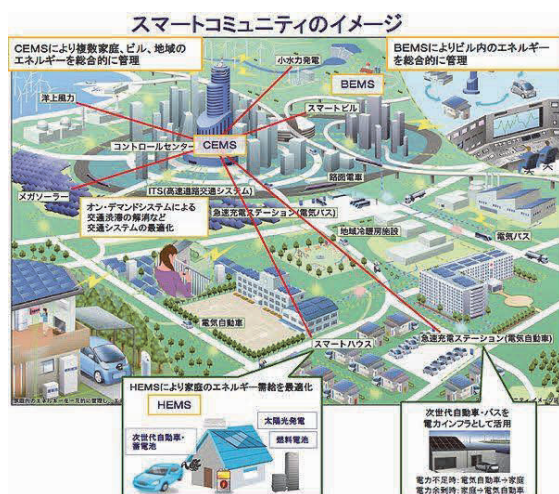 スマートコミュニティのイメージ
CEMSにより複数家庭、ビル、地域の
エネルギーを総合的に管理
BEMSによりビル内のエネルギー
を総合的に管理
小水力発電
BEMS
洋上風力
スマートビル
コントロールセンター
CEMS
路面電車
メガソーラー
ITS(高速道路交通システム)
オン・デマンドシステムによる
交通渋滞の解消など
交通システムの最適化
急速充電ステーション(電気バス)
地域冷暖房施設
電気バス
電気自動車
スマートハウス
急速充電ステーション(電気自動車)
HEMSにより家庭のエネルギー需給を最適化
HEMS
太陽光発電
次世代自動車・
蓄電池
燃料電池
次世代自動車・バスを
電力インフラとして活用
電力不足時:電気自動車→家庭
電力余剰時:家庭→電気自動車